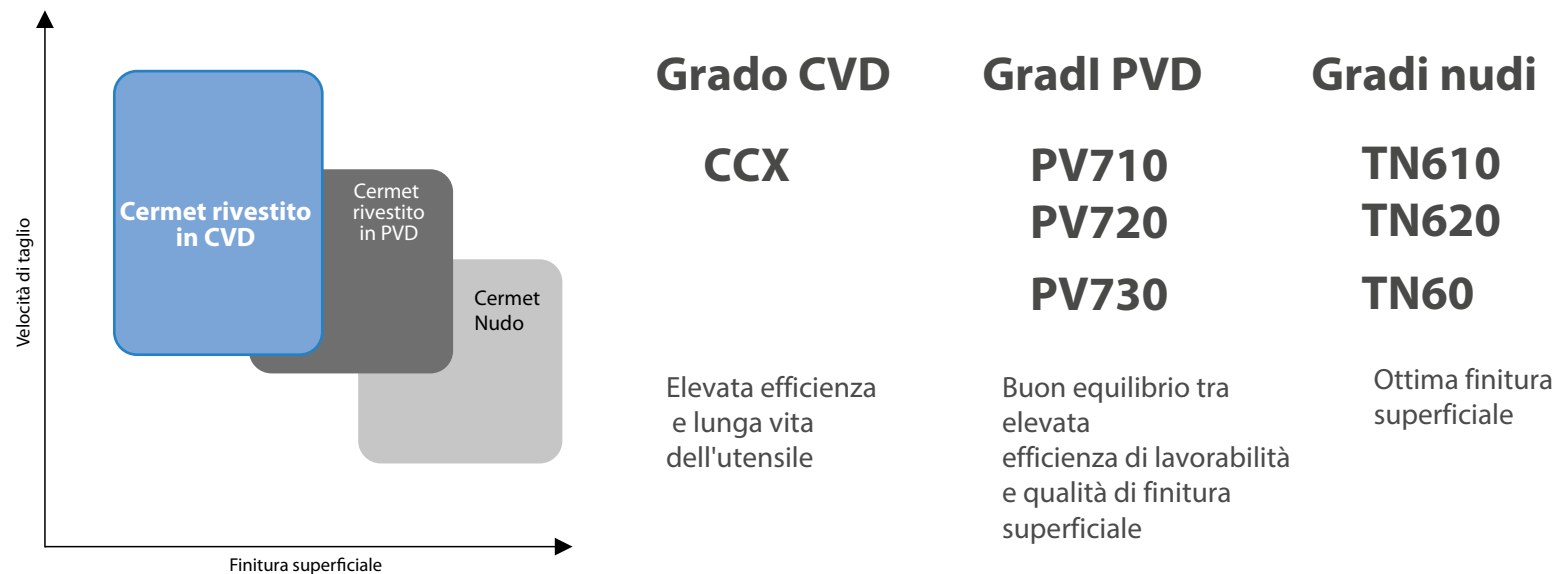 Velocità di taglio
Cermet rivestito
in CVD
Cermet
rivestito
in PVD
Cermet
Nudo
Finitura superficiale
Grado CVD
CCX
Elevata efficienza
e lunga vita
dell'utensile
GradI PVD
PV710
PV720
PV730
Buon equilibrio tra
elevata
efficienza di lavorabilità
e qualità di finitura
superficiale
Gradi nudi
TN610
TN620
TN60
Ottima finitura
superficiale